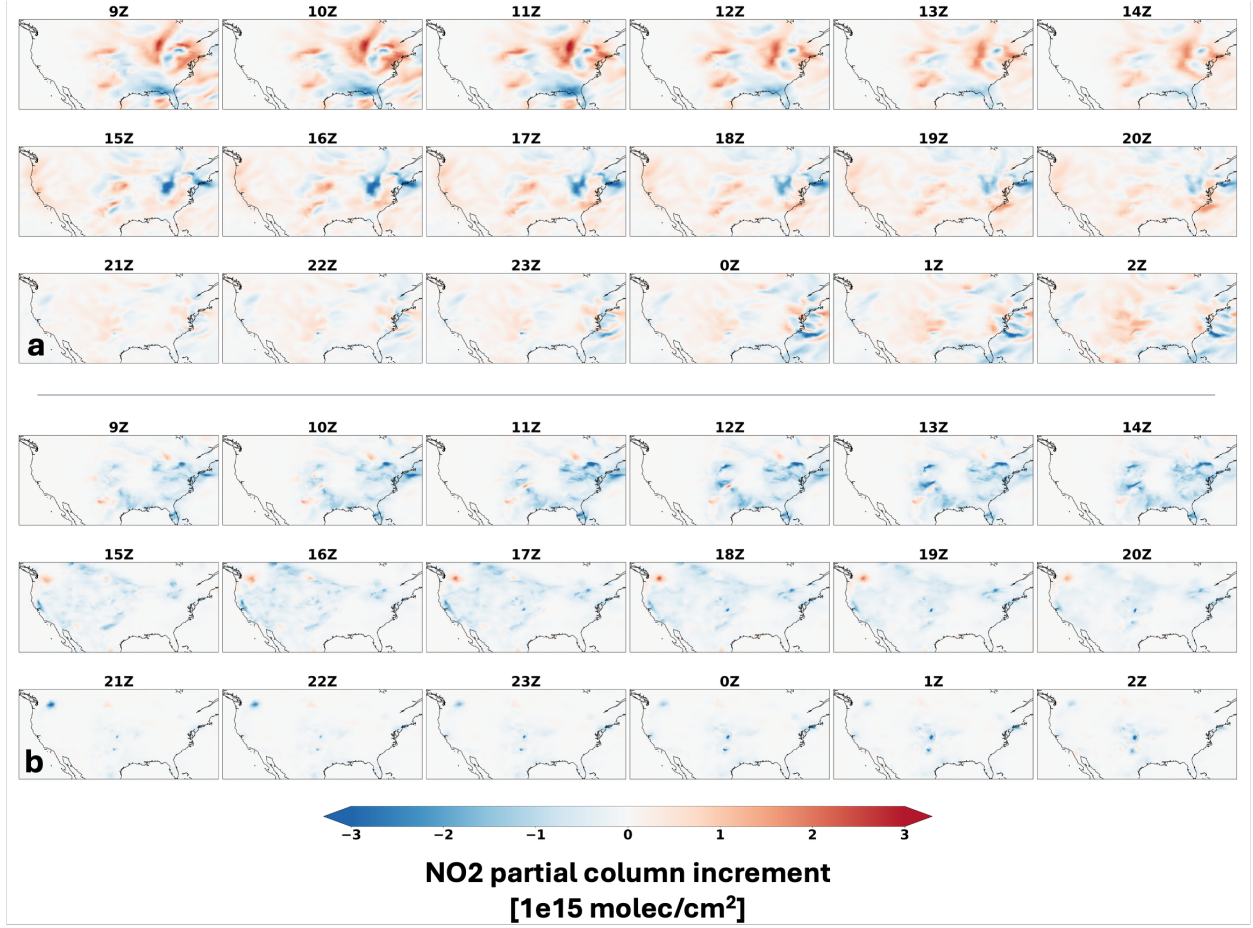 9Z 10Z 11Z 12Z 13Z 14Z
15Z 16Z 17Z 18Z 19Z 20Z
21Z 22Z 23Z 0Z 1Z 2Z
a
9Z 10Z 11Z 12Z 13Z 14Z
15Z 16Z 17Z 18Z 19Z 20Z
21Z 22Z 23Z 0Z 1Z 2Z
b
−3 −2 −1 0 1 2 3
NO2 partial column increment
[1e15 molec/cm²]